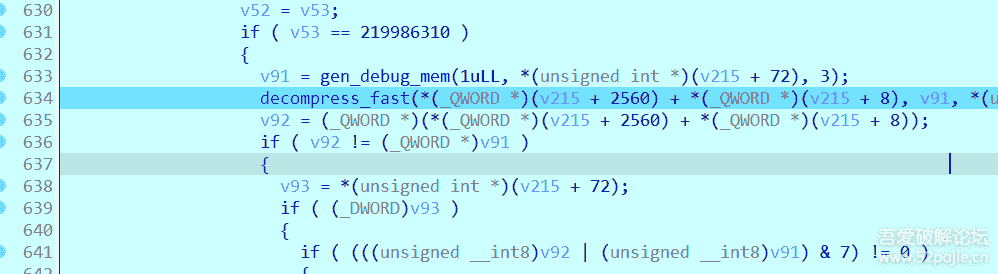 630 v52 = v53;
631 if ( v53 == 219986310 )
632 {
633 v91 = gen_debug_mem(1uLL, *(unsigned int *)(v215 + 72), 3);
634 decompress_fast(*(_QWORD *)(v215 + 2560) + *(_QWORD *)(v215 + 8), v91, *(u
635 v92 = (_QWORD *)(*(_QWORD *)(v215 + 2560) + *(_QWORD *)(v215 + 8));
636 if ( v92 != (_QWORD *)v91 )
637 {
638 v93 = *(unsigned int *)(v215 + 72);
639 if ( (_DWORD)v93 )
640 {
641 if ( (((unsigned __int8)v92 | (unsigned __int8)v91) & 7) != 0 )
642 {
吾爱破解论坛
www.52pojie.cn